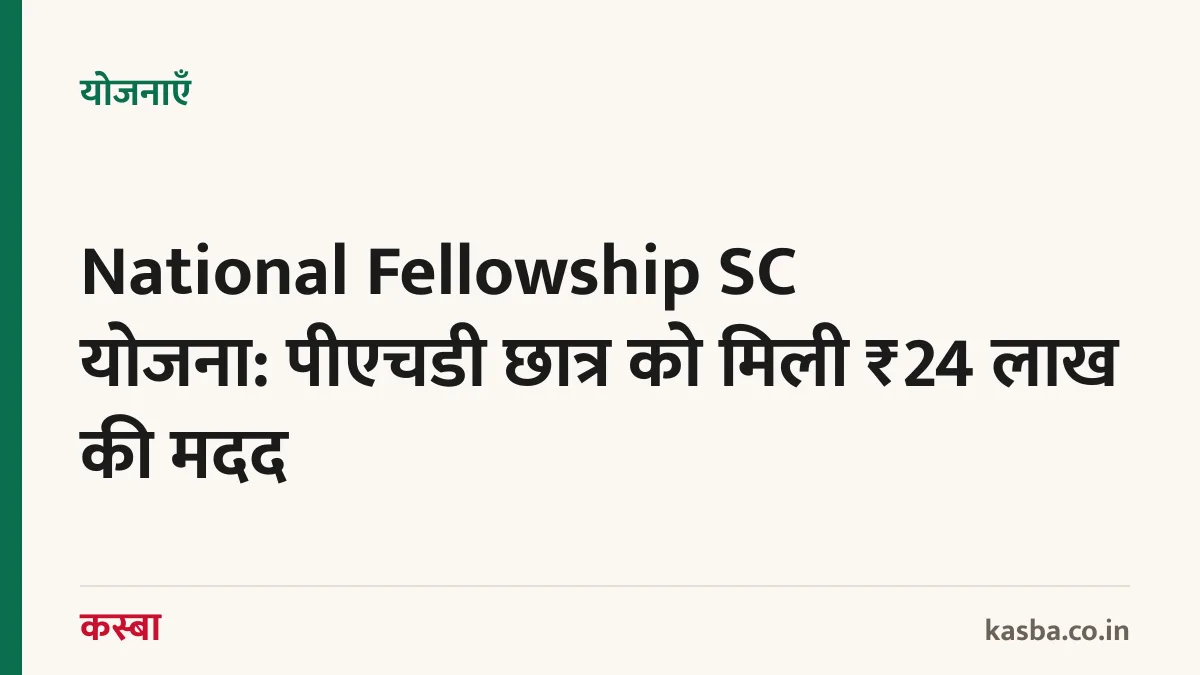 योजनाएँ
National Fellowship SC
योजना: पीएचडी छात्र को मिली ₹24 लाख
की मदद
कस्बा
kasba.co.in